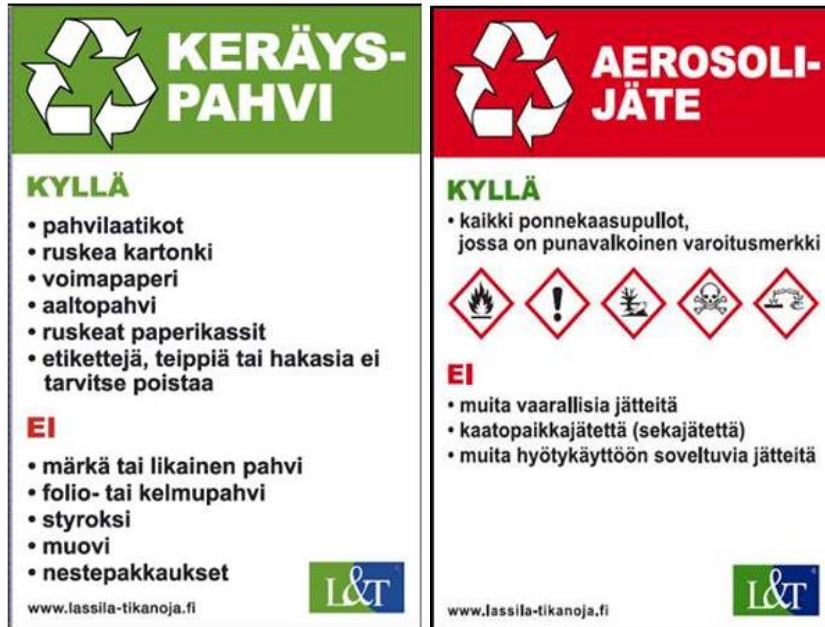 KERÄYS-
PAHVI
KYLLÄ
• pahvilaatikot
• ruskea kartonki
• voimapaperi
• aaltopahvi
• ruskeat paperikassit
• etikettejä, teippiä tai hakasia ei
tarvitse poistaa
EI
• märkä tai likainen pahvi
• folio- tai kelmupahvi
• styroksi
• muovi
• nestepakkaukset
www.lassila-tikanoja.fi
L&T
AEROSOLI-
JÄTE
KYLLÄ
• kaikki ponnekaasupullot,
jossa on punavalkoinen varoitusmerkki
EI
• muita vaarallisia jätteitä
• kaatopaikkajätettä (sekajätettä)
• muita hyötykäyttöön soveltuvia jätteitä
www.lassila-tikanoja.fi
L&T